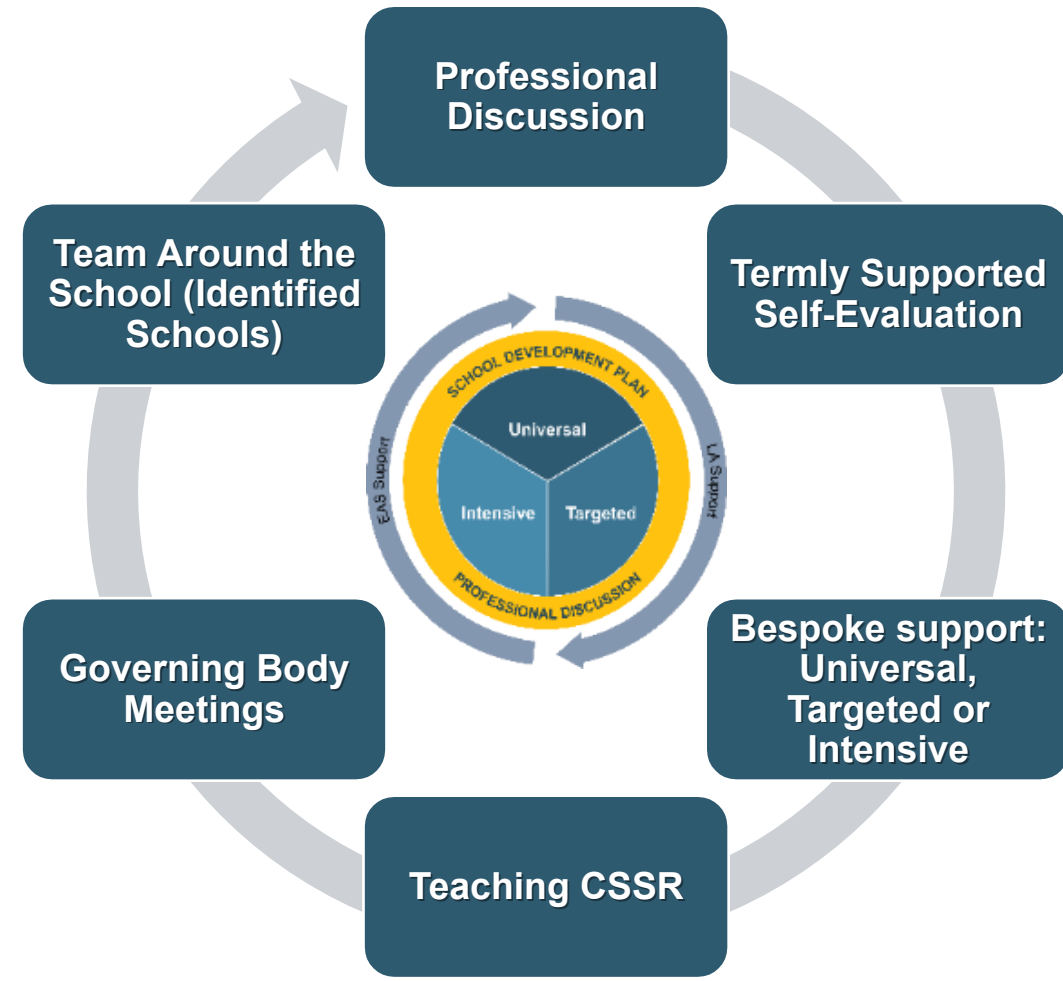 Professional
Discussion
Termly Supported
Self-Evaluation
Bespoke support:
Universal,
Targeted or
Intensive
Teaching CSSR
Governing Body
Meetings
Team Around the
School (Identified
Schools)
SCHOOL DEVELOPMENT PLAN
Universal
Intensive
Targeted
PROFESSIONAL DISCUSSION
EAS Support
LA Support